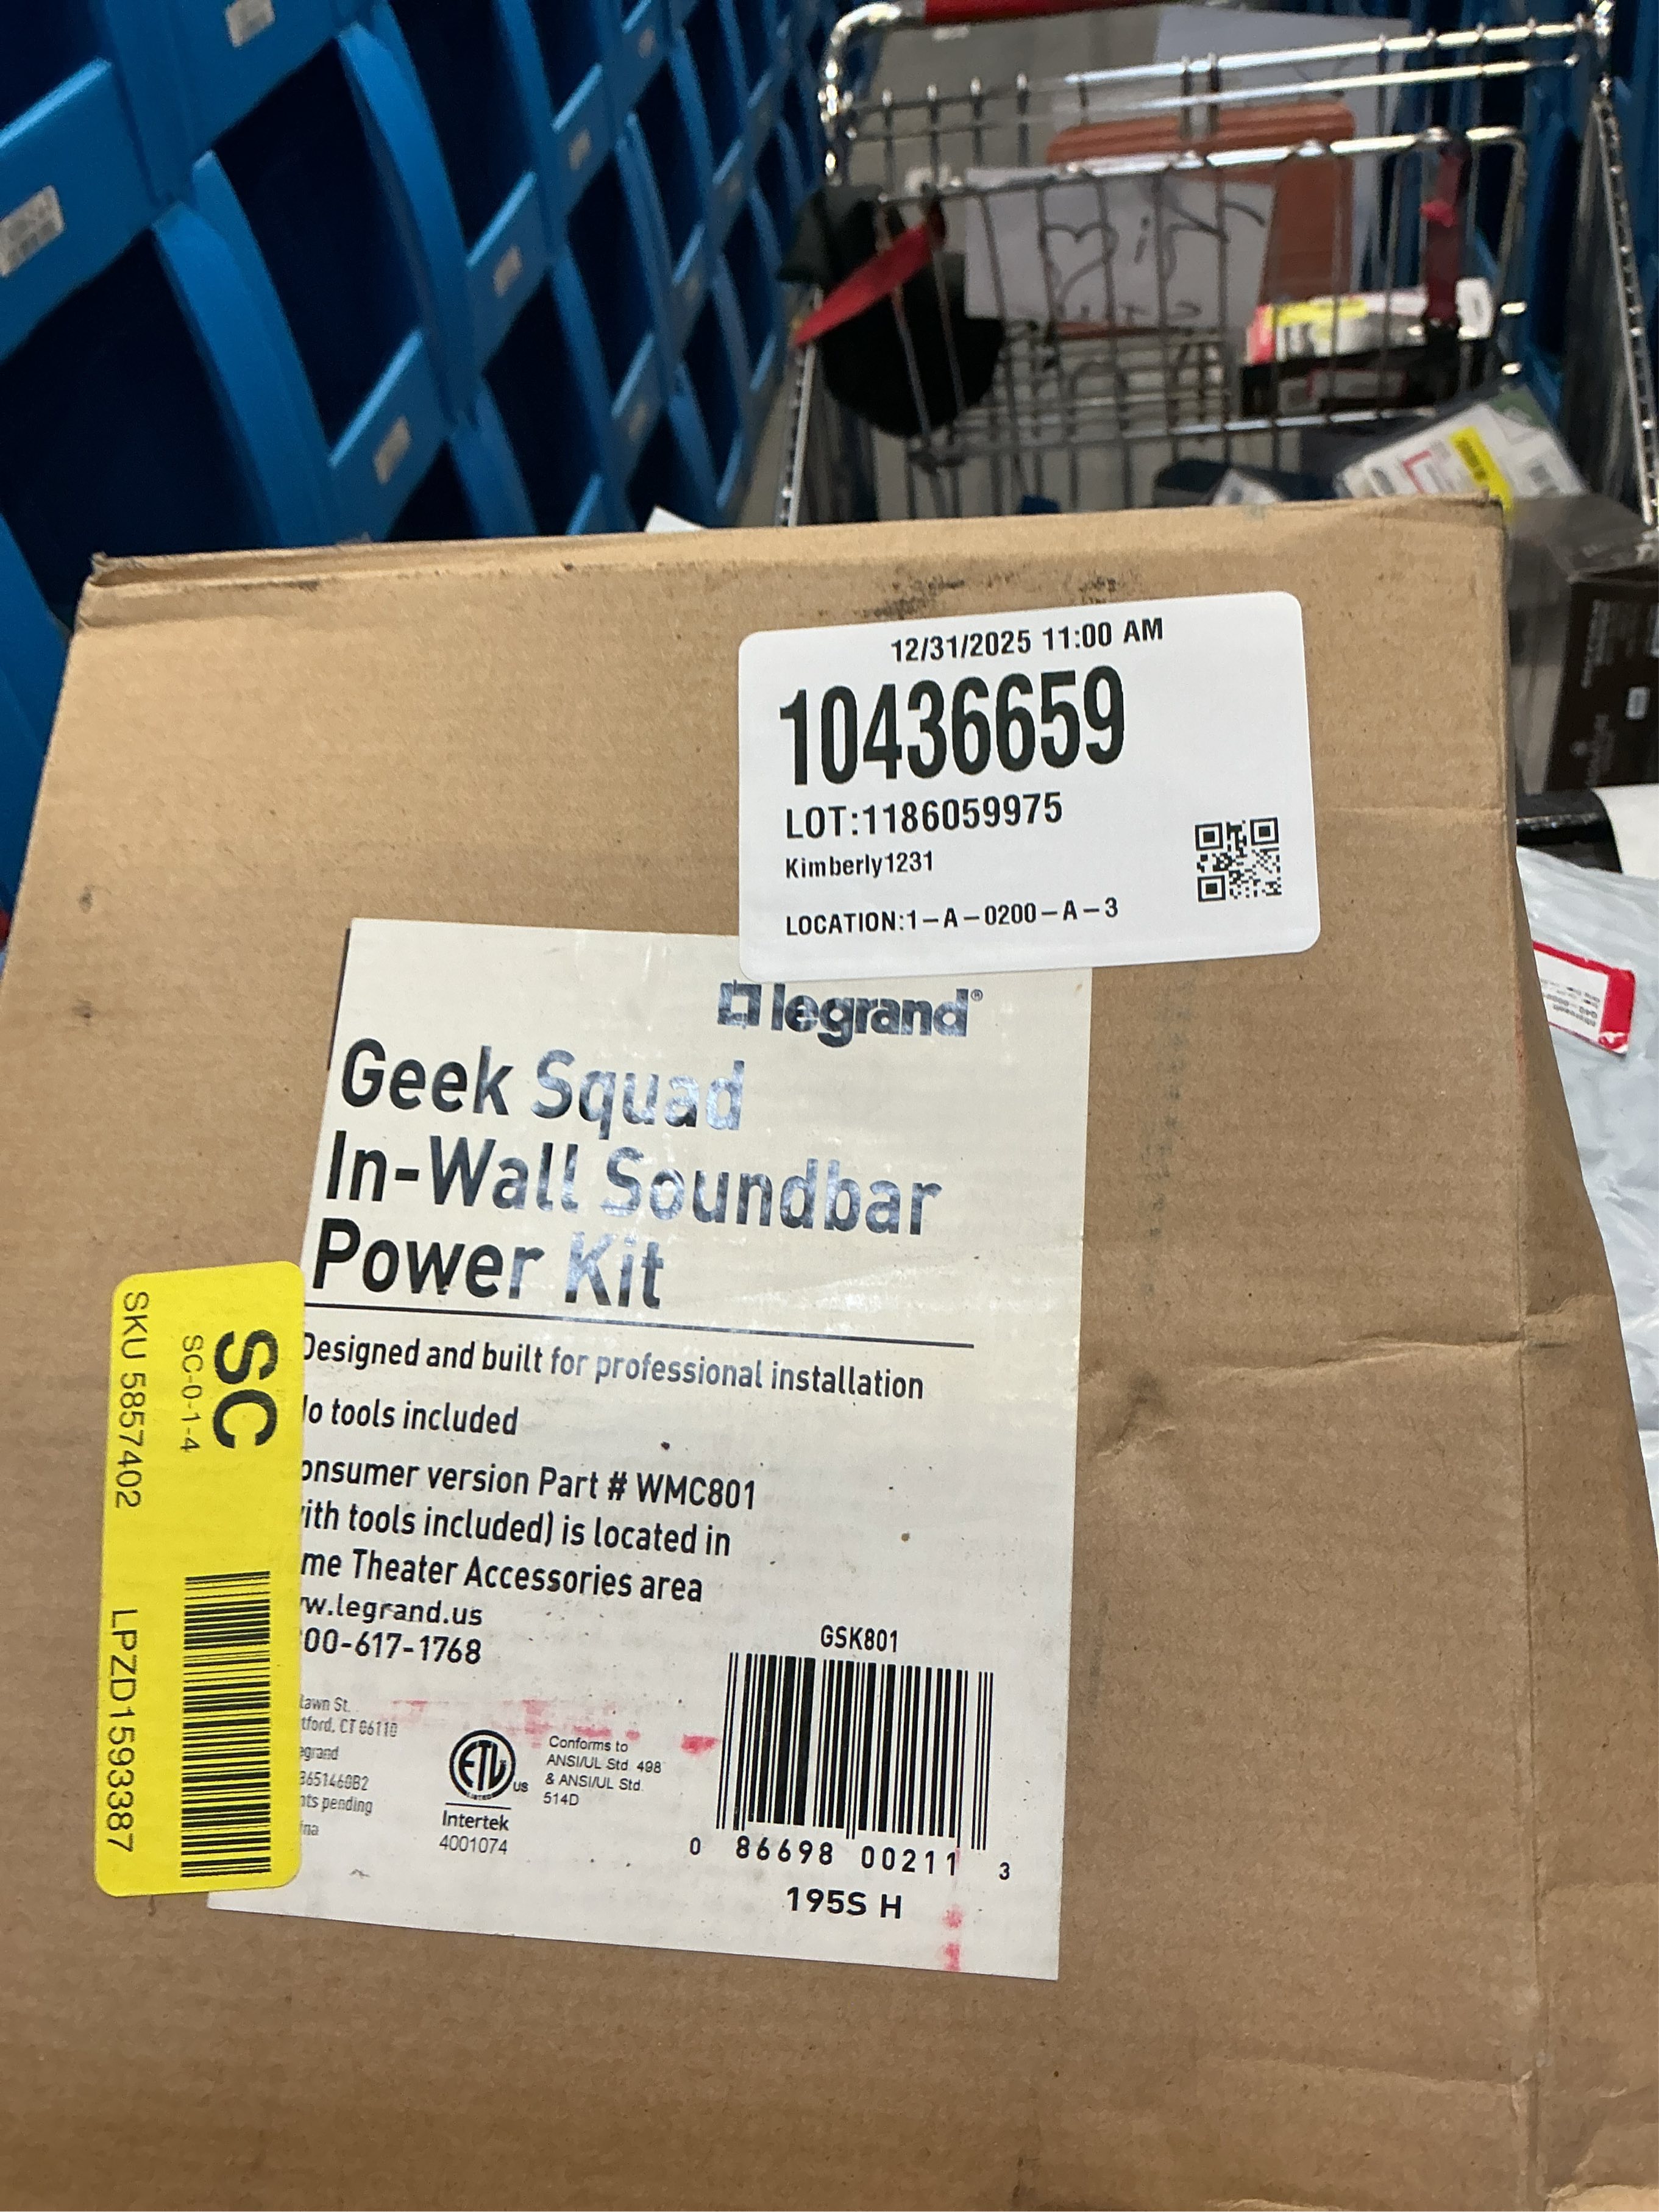 12/31/2025 11:00 AM
10436659
LOT:1186059975
Kimberly1231
LOCATION:1-A-0200-A-3
legrand®
Geek Squad
In-Wall Soundbar
Power Kit
Designed and built for professional installation
lo tools included
onsumer version Part # WMC801
ith tools included) is located in
me Theater Accessories area
w.legrand.us
00-617-1768
lawn St.
tford, CT 06110
egrand
3651460B2
nts pending
ina
ETL
US
Intertek
4001074
Conforms to
ANSI/UL Std. 498
& ANSI/UL Std.
514D
GSK801
0 86698 00211 3
195S H
SC
SC-0-1-4
SKU 5857402
LPZD1593387